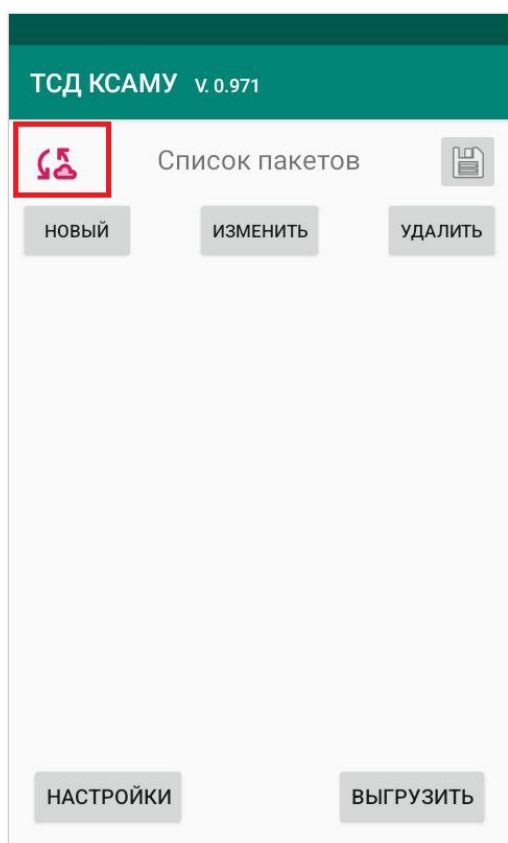 ТСД КСАМУ V. 0.971
Список пакетов
НОВЫЙ ИЗМЕНИТЬ УДАЛИТЬ
НАСТРОЙКИ ВЫГРУЗИТЬ